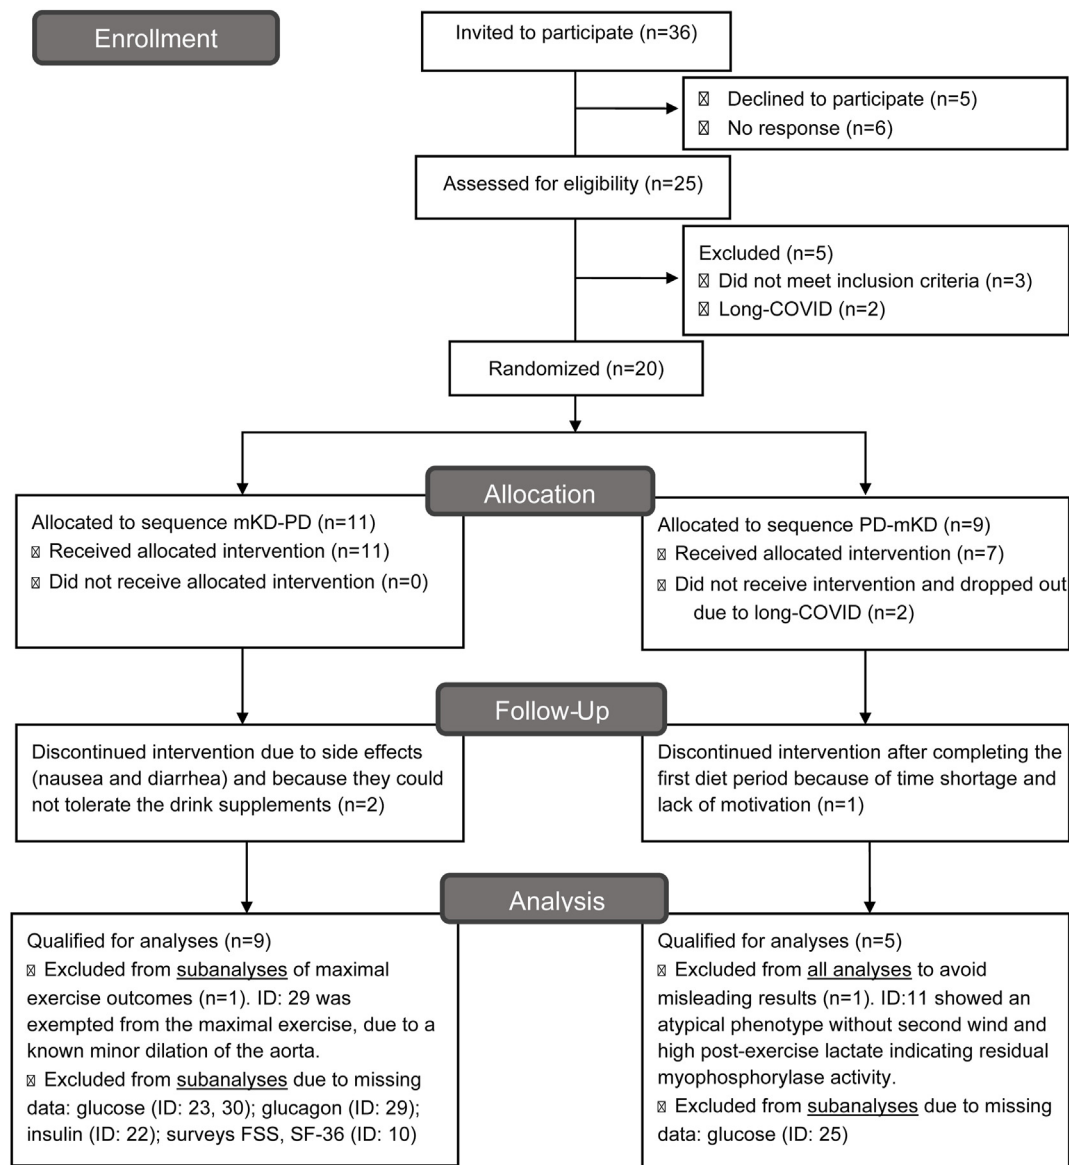 Enrollment
Invited to participate (n=36)
Declined to participate (n=5)
No response (n=6)
Assessed for eligibility (n=25)
Excluded (n=5)
Did not meet inclusion criteria (n=3)
Long-COVID (n=2)
Randomized (n=20)
Allocation
Allocated to sequence mKD-PD (n=11)
Received allocated intervention (n=11)
Did not receive allocated intervention (n=0)
Allocated to sequence PD-mKD (n=9)
Received allocated intervention (n=7)
Did not receive intervention and dropped out
due to long-COVID (n=2)
Follow-Up
Discontinued intervention due to side effects
(nausea and diarrhea) and because they could
not tolerate the drink supplements (n=2)
Discontinued intervention after completing the
first diet period because of time shortage and
lack of motivation (n=1)
Analysis
Qualified for analyses (n=9)
Excluded from subanalyses of maximal
exercise outcomes (n=1). ID: 29 was
exempted from the maximal exercise, due to a
known minor dilation of the aorta.
Excluded from subanalyses due to missing
data: glucose (ID: 23, 30); glucagon (ID: 29);
insulin (ID: 22); surveys FSS, SF-36 (ID: 10)
Qualified for analyses (n=5)
Excluded from all analyses to avoid
misleading results (n=1). ID:11 showed an
atypical phenotype without second wind and
high post-exercise lactate indicating residual
myophosphorylase activity.
Excluded from subanalyses due to missing
data: glucose (ID: 25)